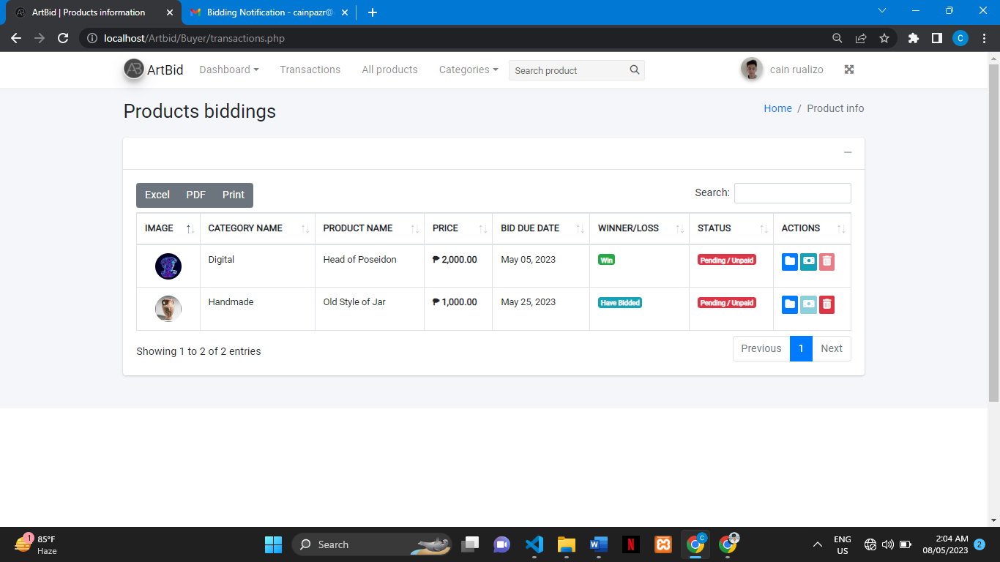 ArtBid | Products information
Bidding Notification - cainpazr@
localhost/Artbid/Buyer/transactions.php
C
AB ArtBid Dashboard Transactions All products Categories Search product cain rualizo
Products biddings
Home / Product info
Excel PDF Print
Search:
IMAGE CATEGORY NAME PRODUCT NAME PRICE BID DUE DATE WINNER/LOSS STATUS ACTIONS
Digital Head of Poseidon ₱ 2,000.00 May 05, 2023 Win Pending / Unpaid
Handmade Old Style of Jar ₱ 1,000.00 May 25, 2023 Have Bidded Pending / Unpaid
Showing 1 to 2 of 2 entries
Previous 1 Next
1 85°F
Haze
Search
ENG
US
2:04 AM
08/05/2023
2